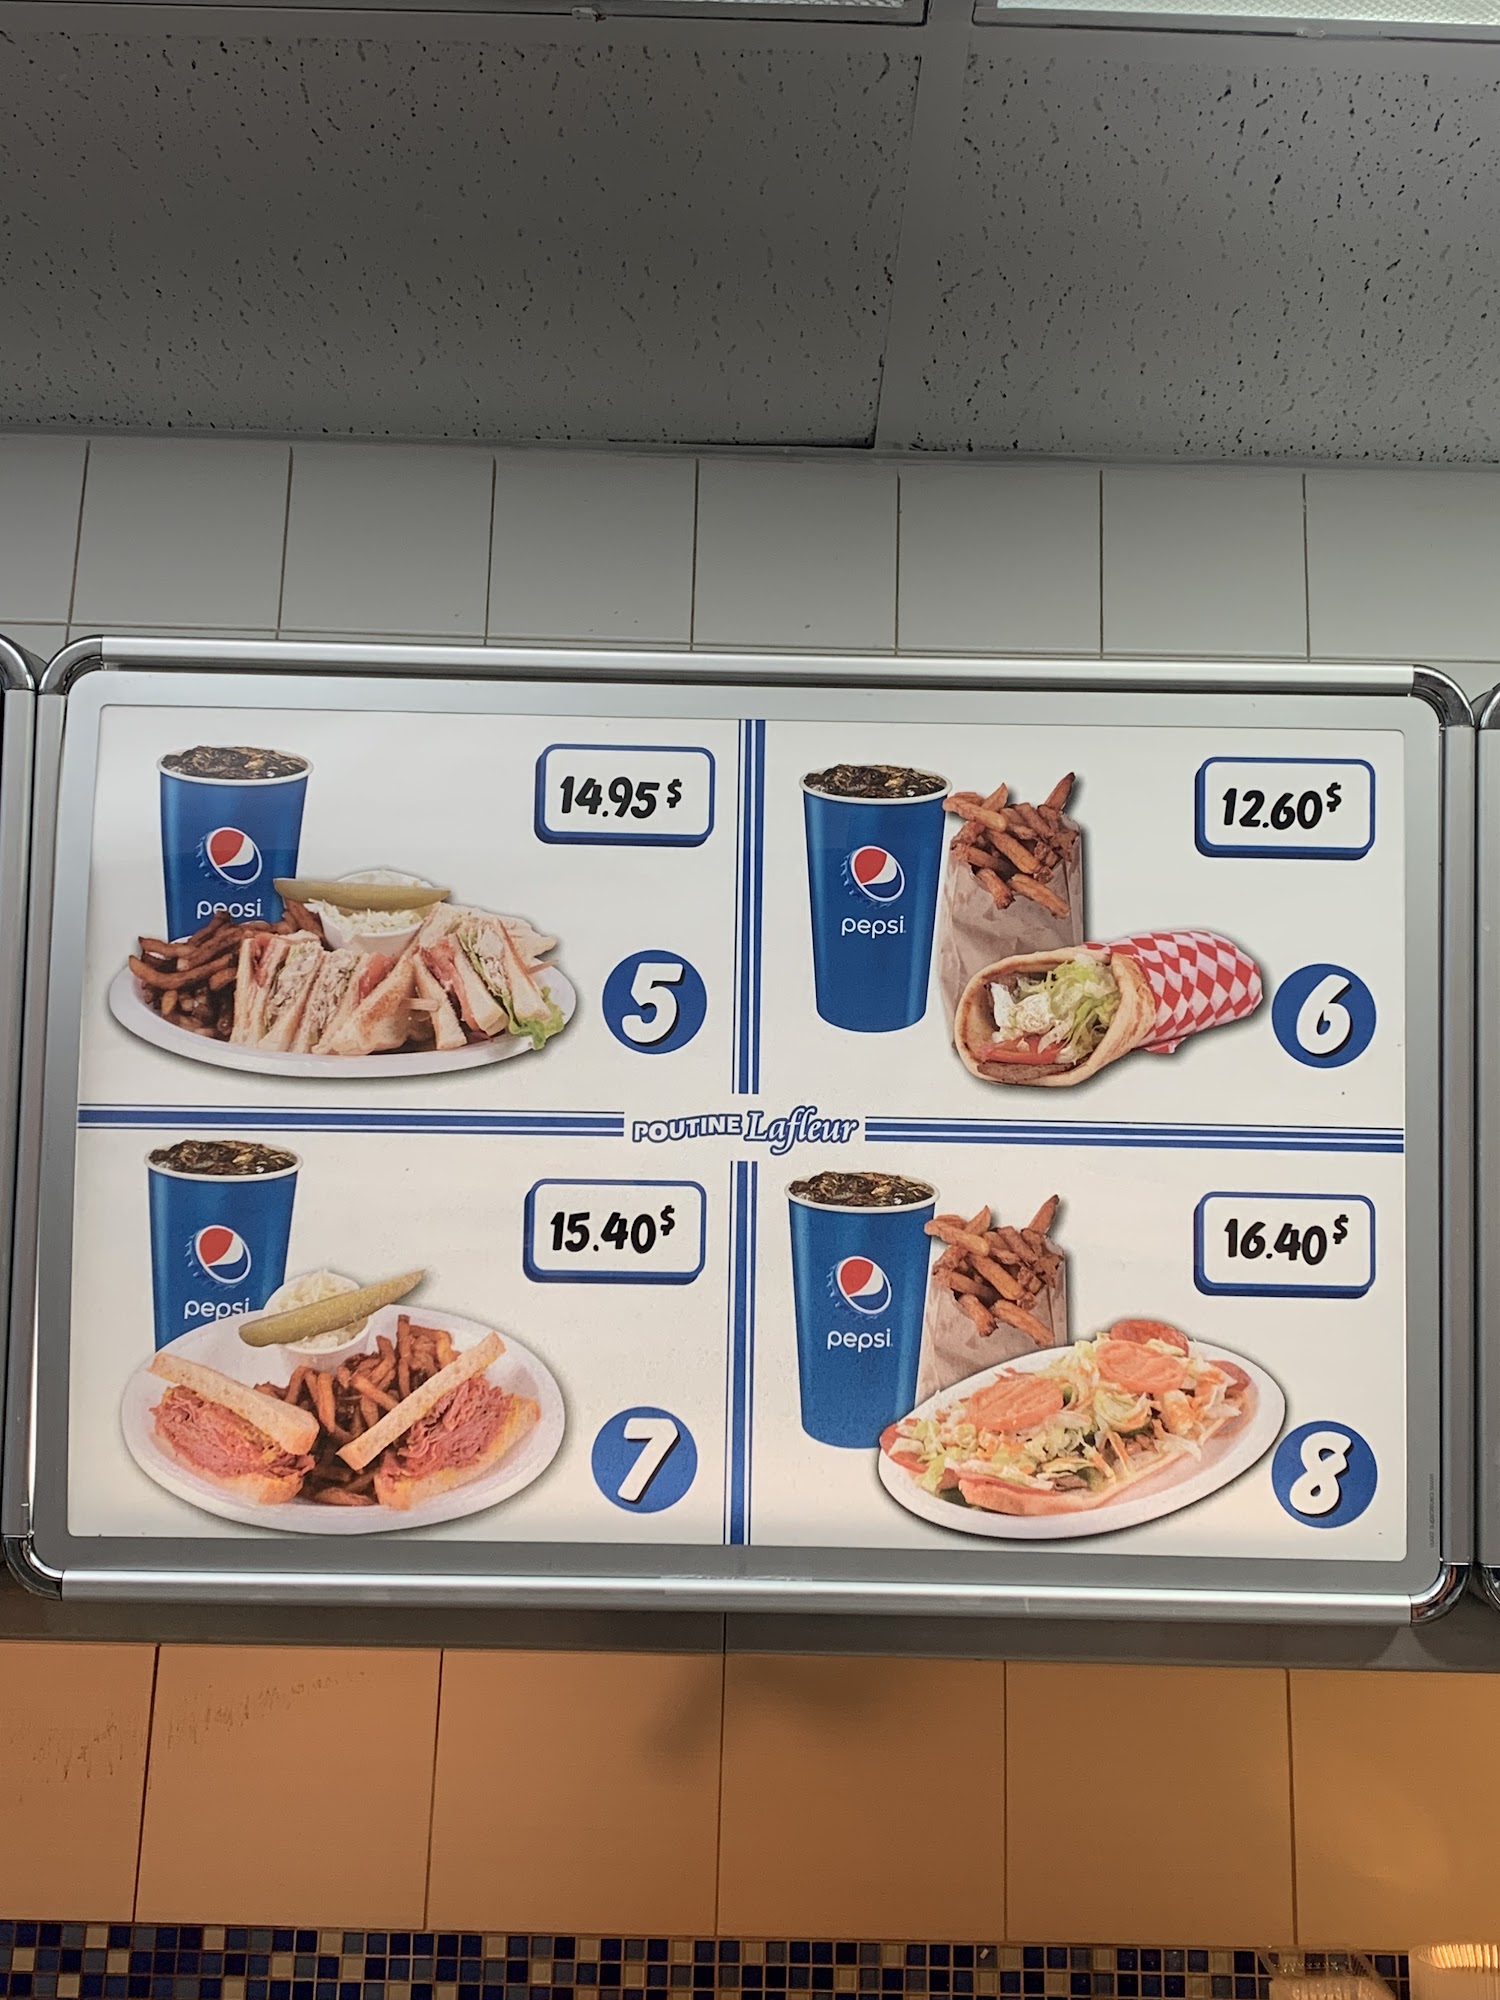 pepsi
14.95$
5
pepsi
12.60$
6
POUTINE Lafleur
pepsi
15.40$
7
pepsi
16.40$
8